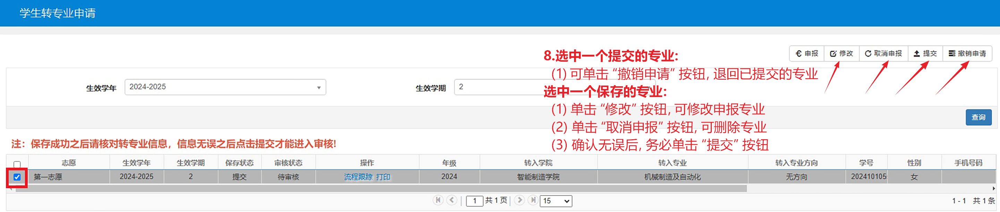 学生转专业申请
申报 修改 取消申报 提交 撤销申请
8.选中一个提交的专业:
(1) 可单击“撤销申请”按钮, 退回已提交的专业
生效学年 2024-2025 生效学期 2
选中一个保存的专业:
(1) 单击“修改”按钮, 可修改申报专业
查询
(2) 单击“取消申报”按钮, 可删除专业
(3) 确认无误后, 务必单击“提交”按钮
注：保存成功之后请核对转专业信息，信息无误之后点击提交才能进入审核!
志愿 生效学年 生效学期 保存状态 审核状态 操作 年级 转入学院 转入专业 转入专业方向 学号 性别 手机号码
第一志愿 2024-2025 2 提交 待审核 流程跟踪 打印 2024 智能制造学院 机械制造及自动化 无方向 202410105 女
1 共 1 页 15 1 - 1 共 1 条